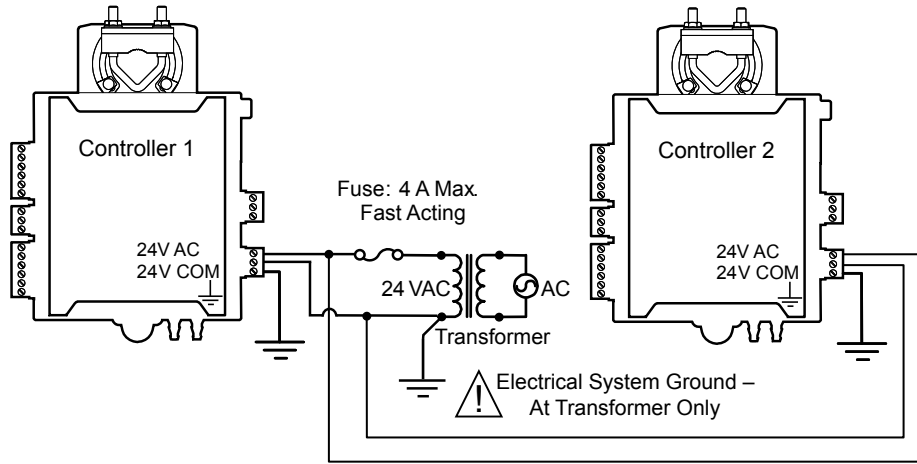 Controller 1
24V AC
24V COM
Fuse: 4 A Max.
Fast Acting
24 VAC
AC
Transformer
! Electrical System Ground –
At Transformer Only
Controller 2
24V AC
24V COM